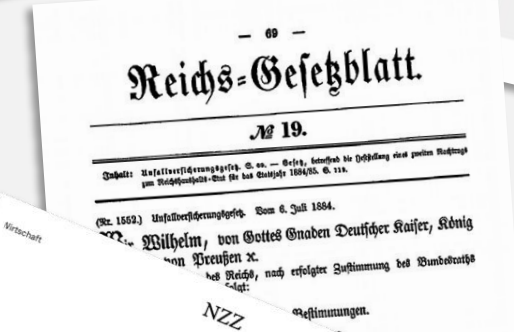 — 69 —
Reichs-Gesetzblatt.
№ 19.
Inhalt: Unfallversicherungsgesetz. S. 69. — Gesetz, betreffend die Feststellung eines zweiten Nachtrags
zum Reichshaushalts-Etat für das Etatsjahr 1884/85. S. 112.
(Nr. 1552.) Unfallversicherungsgesetz. Vom 6. Juli 1884.
Wir Wilhelm, von Gottes Gnaden Deutscher Kaiser, König
von Preußen ꝛc.
des Reichs, nach erfolgter Zustimmung des Bundesraths
folgt:
Bestimmungen.
Wirtschaft
NZZ